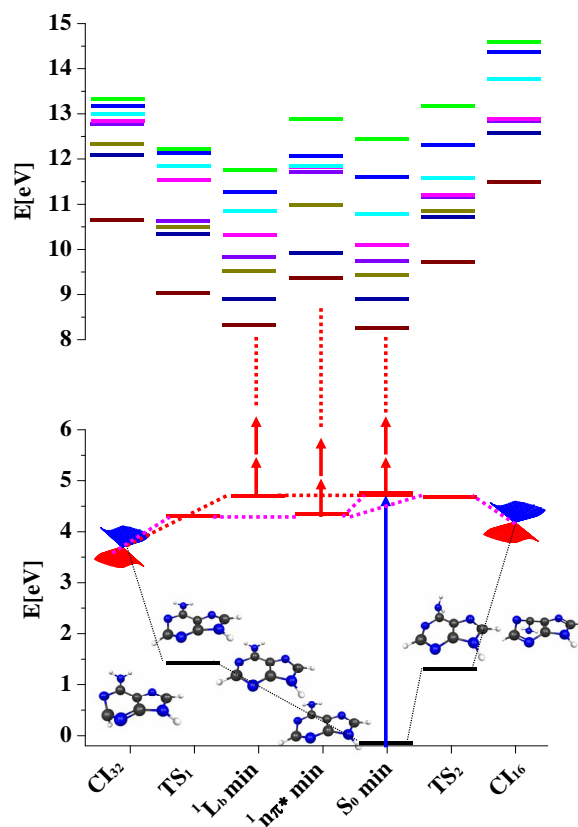 15
14
13
12
11
10
9
8
E[eV]
6
5
4
3
2
1
0
E[eV]
CI₃₂
TS₁
¹L_b min
¹nπ* min
S₀ min
TS₂
CI₁₆